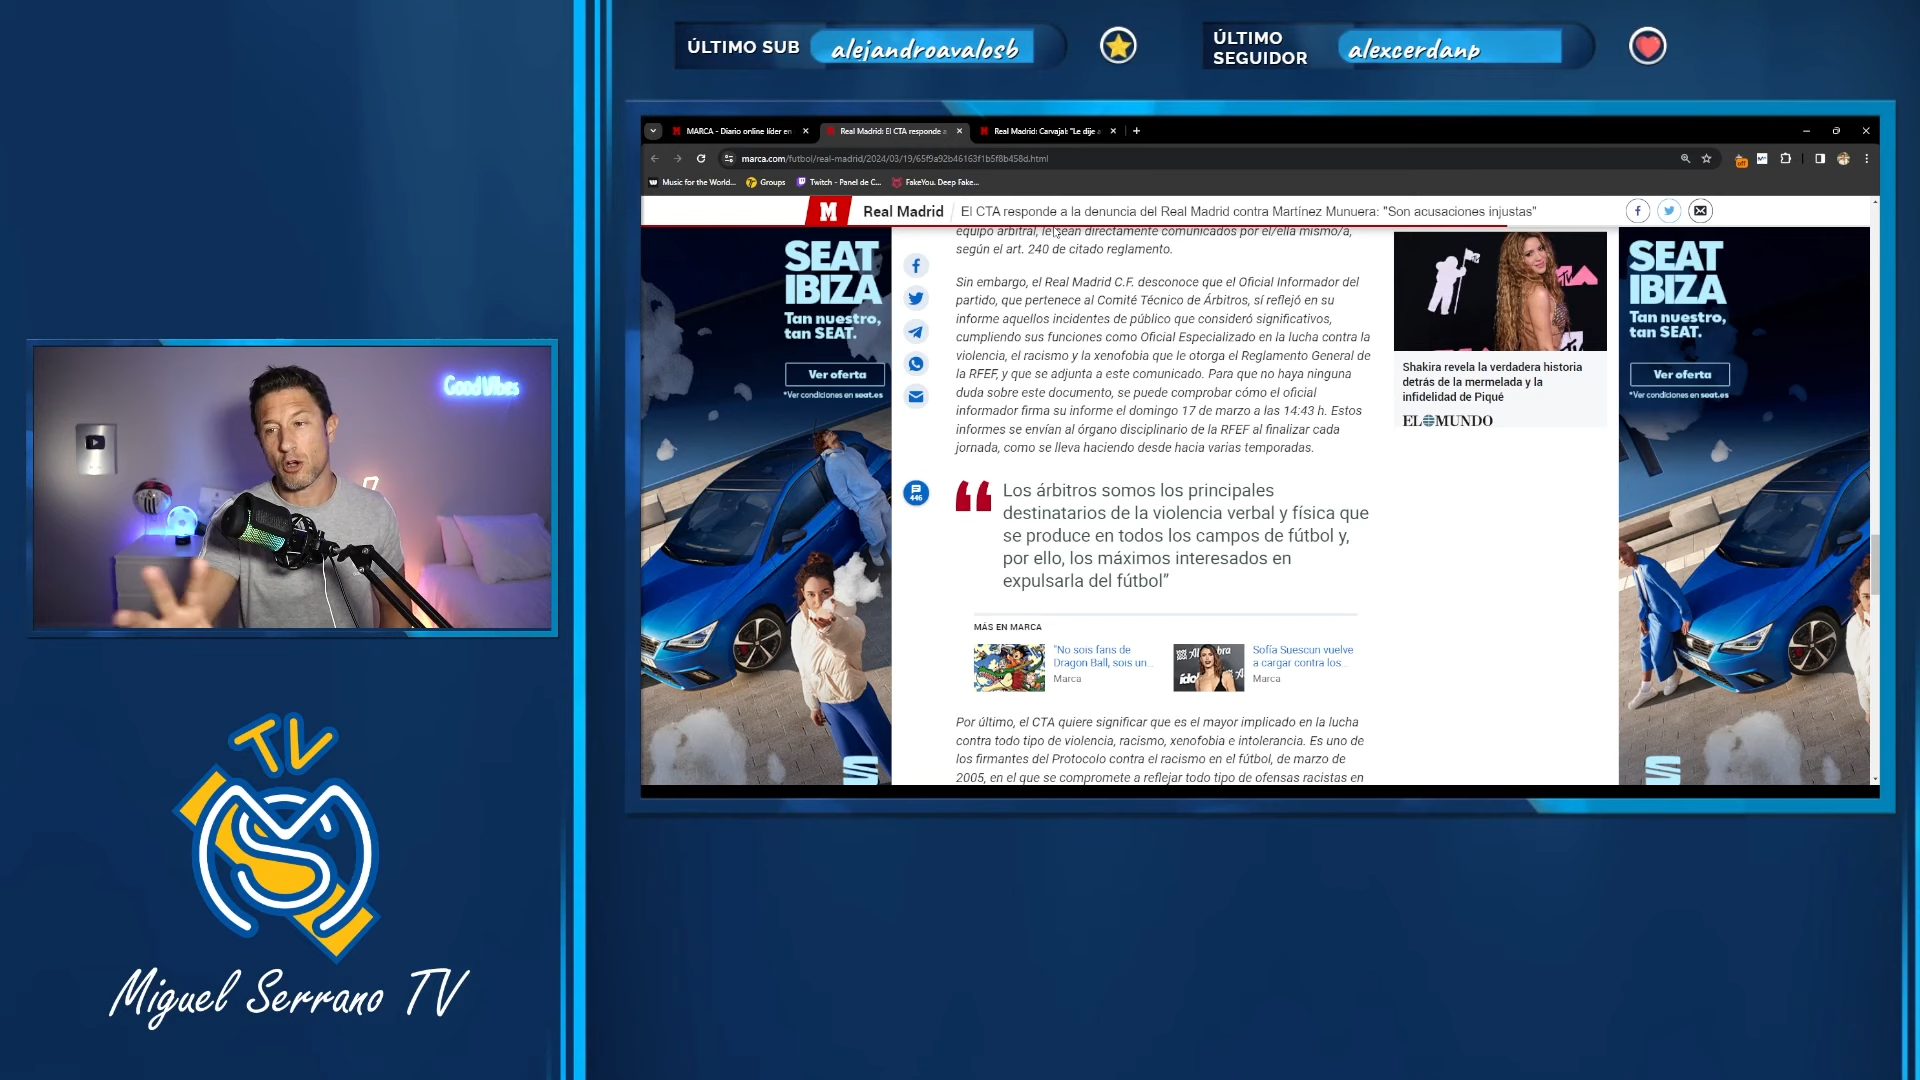 ÚLTIMO SUB
alejandroavalosb
ÚLTIMO
SEGUIDOR
alexcerdanp
MARCA - Diario online líder en
Real Madrid: El CTA responde a
Real Madrid: Carvajal: "Le dije a
marca.com/futbol/real-madrid/2024/03/19/65f9a92b46163f1b5f8b458d.html
Music for the World...
Groups
Twitch - Panel de C...
FakeYou. Deep Fake...
M
Real Madrid
El CTA responde a la denuncia del Real Madrid contra Martínez Munuera: "Son acusaciones injustas"
SEAT
IBIZA
Tan nuestro,
tan SEAT.
Ver oferta
*Ver condiciones en seat.es
equipo arbitral, le sean directamente comunicados por el/ella mismo/a,
según el art. 240 de citado reglamento.
Sin embargo, el Real Madrid C.F. desconoce que el Oficial Informador del
partido, que pertenece al Comité Técnico de Árbitros, sí reflejó en su
informe aquellos incidentes de público que consideró significativos,
cumpliendo sus funciones como Oficial Especializado en la lucha contra la
violencia, el racismo y la xenofobia que le otorga el Reglamento General de
la RFEF, y que se adjunta a este comunicado. Para que no haya ninguna
duda sobre este documento, se puede comprobar cómo el oficial
informador firma su informe el domingo 17 de marzo a las 14:43 h. Estos
informes se envían al órgano disciplinario de la RFEF al finalizar cada
jornada, como se lleva haciendo desde hacia varias temporadas.
446
Los árbitros somos los principales
destinatarios de la violencia verbal y física que
se produce en todos los campos de fútbol y,
por ello, los máximos interesados en
expulsarla del fútbol”
MÁS EN MARCA
"No sois fans de
Dragon Ball, sois un...
Marca
Sofía Suescun vuelve
a cargar contra los...
Marca
Por último, el CTA quiere significar que es el mayor implicado en la lucha
contra todo tipo de violencia, racismo, xenofobia e intolerancia. Es uno de
los firmantes del Protocolo contra el racismo en el fútbol, de marzo de
2005, en el que se compromete a reflejar todo tipo de ofensas racistas en
Shakira revela la verdadera historia
detrás de la mermelada y la
infidelidad de Piqué
EL MUNDO
SEAT
IBIZA
Tan nuestro,
tan SEAT.
Ver oferta
*Ver condiciones en seat.es
Good Vibes
TV
Miguel Serrano TV